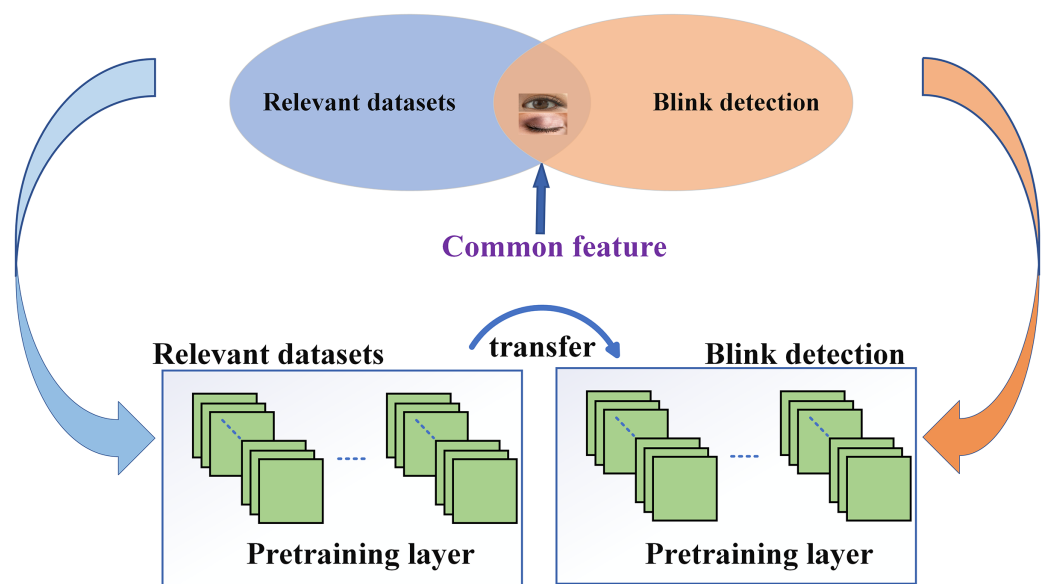 Relevant datasets
Blink detection
Common feature
transfer
Relevant datasets
Blink detection
Pretraining layer
Pretraining layer